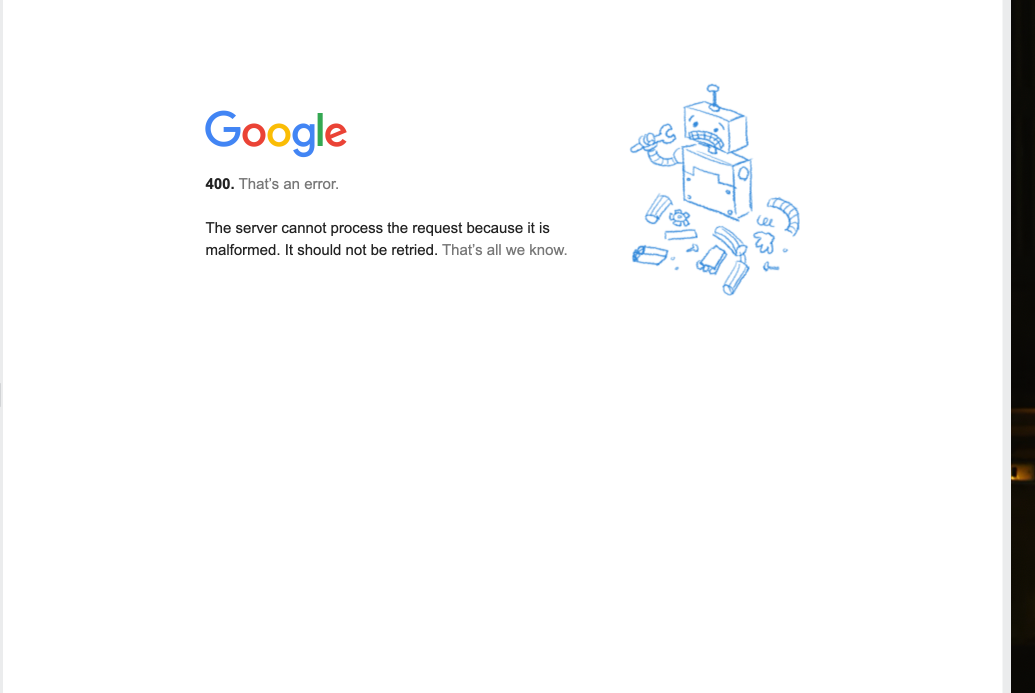 Google
400. That's an error.
The server cannot process the request because it is
malformed. It should not be retried. That's all we know.